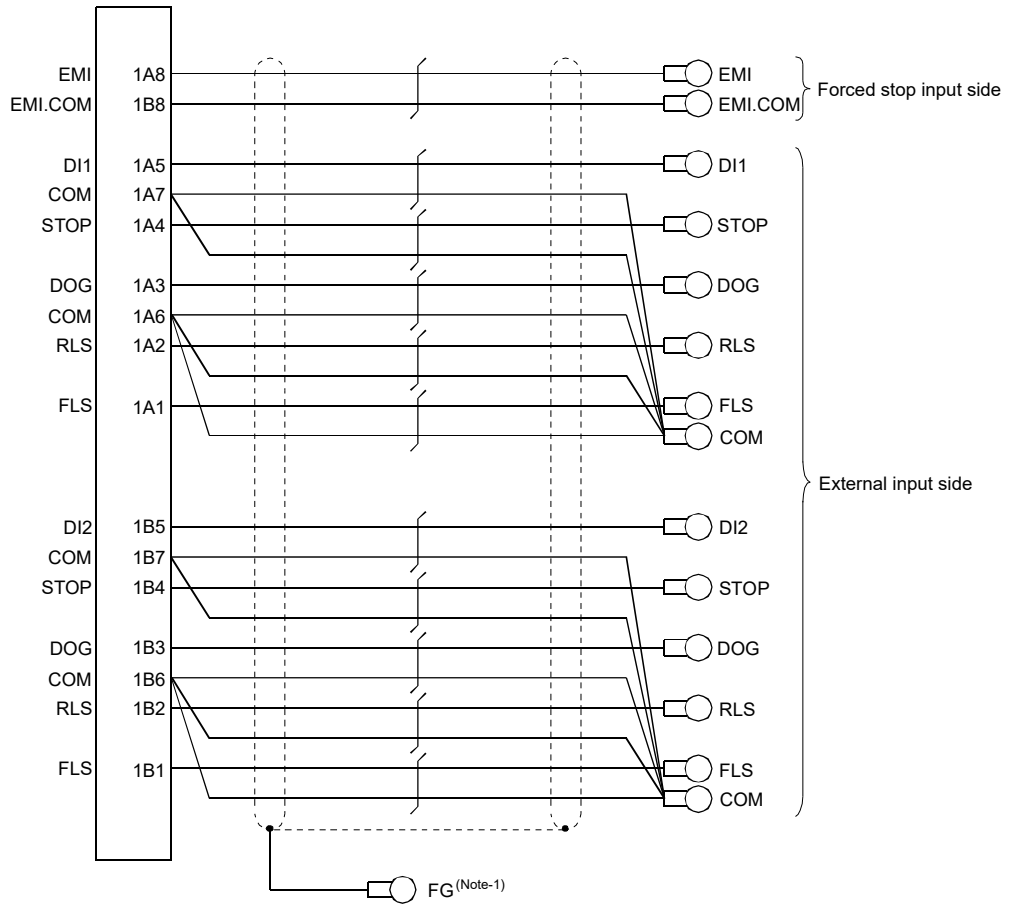 EMI 1A8 EMI
EMI.COM 1B8 EMI.COM
Forced stop input side
DI1 1A5 DI1
COM 1A7
STOP 1A4 STOP
DOG 1A3 DOG
COM 1A6
RLS 1A2 RLS
FLS 1A1 FLS
COM
External input side
DI2 1B5 DI2
COM 1B7
STOP 1B4 STOP
DOG 1B3 DOG
COM 1B6
RLS 1B2 RLS
FLS 1B1 FLS
COM
FG(Note-1)